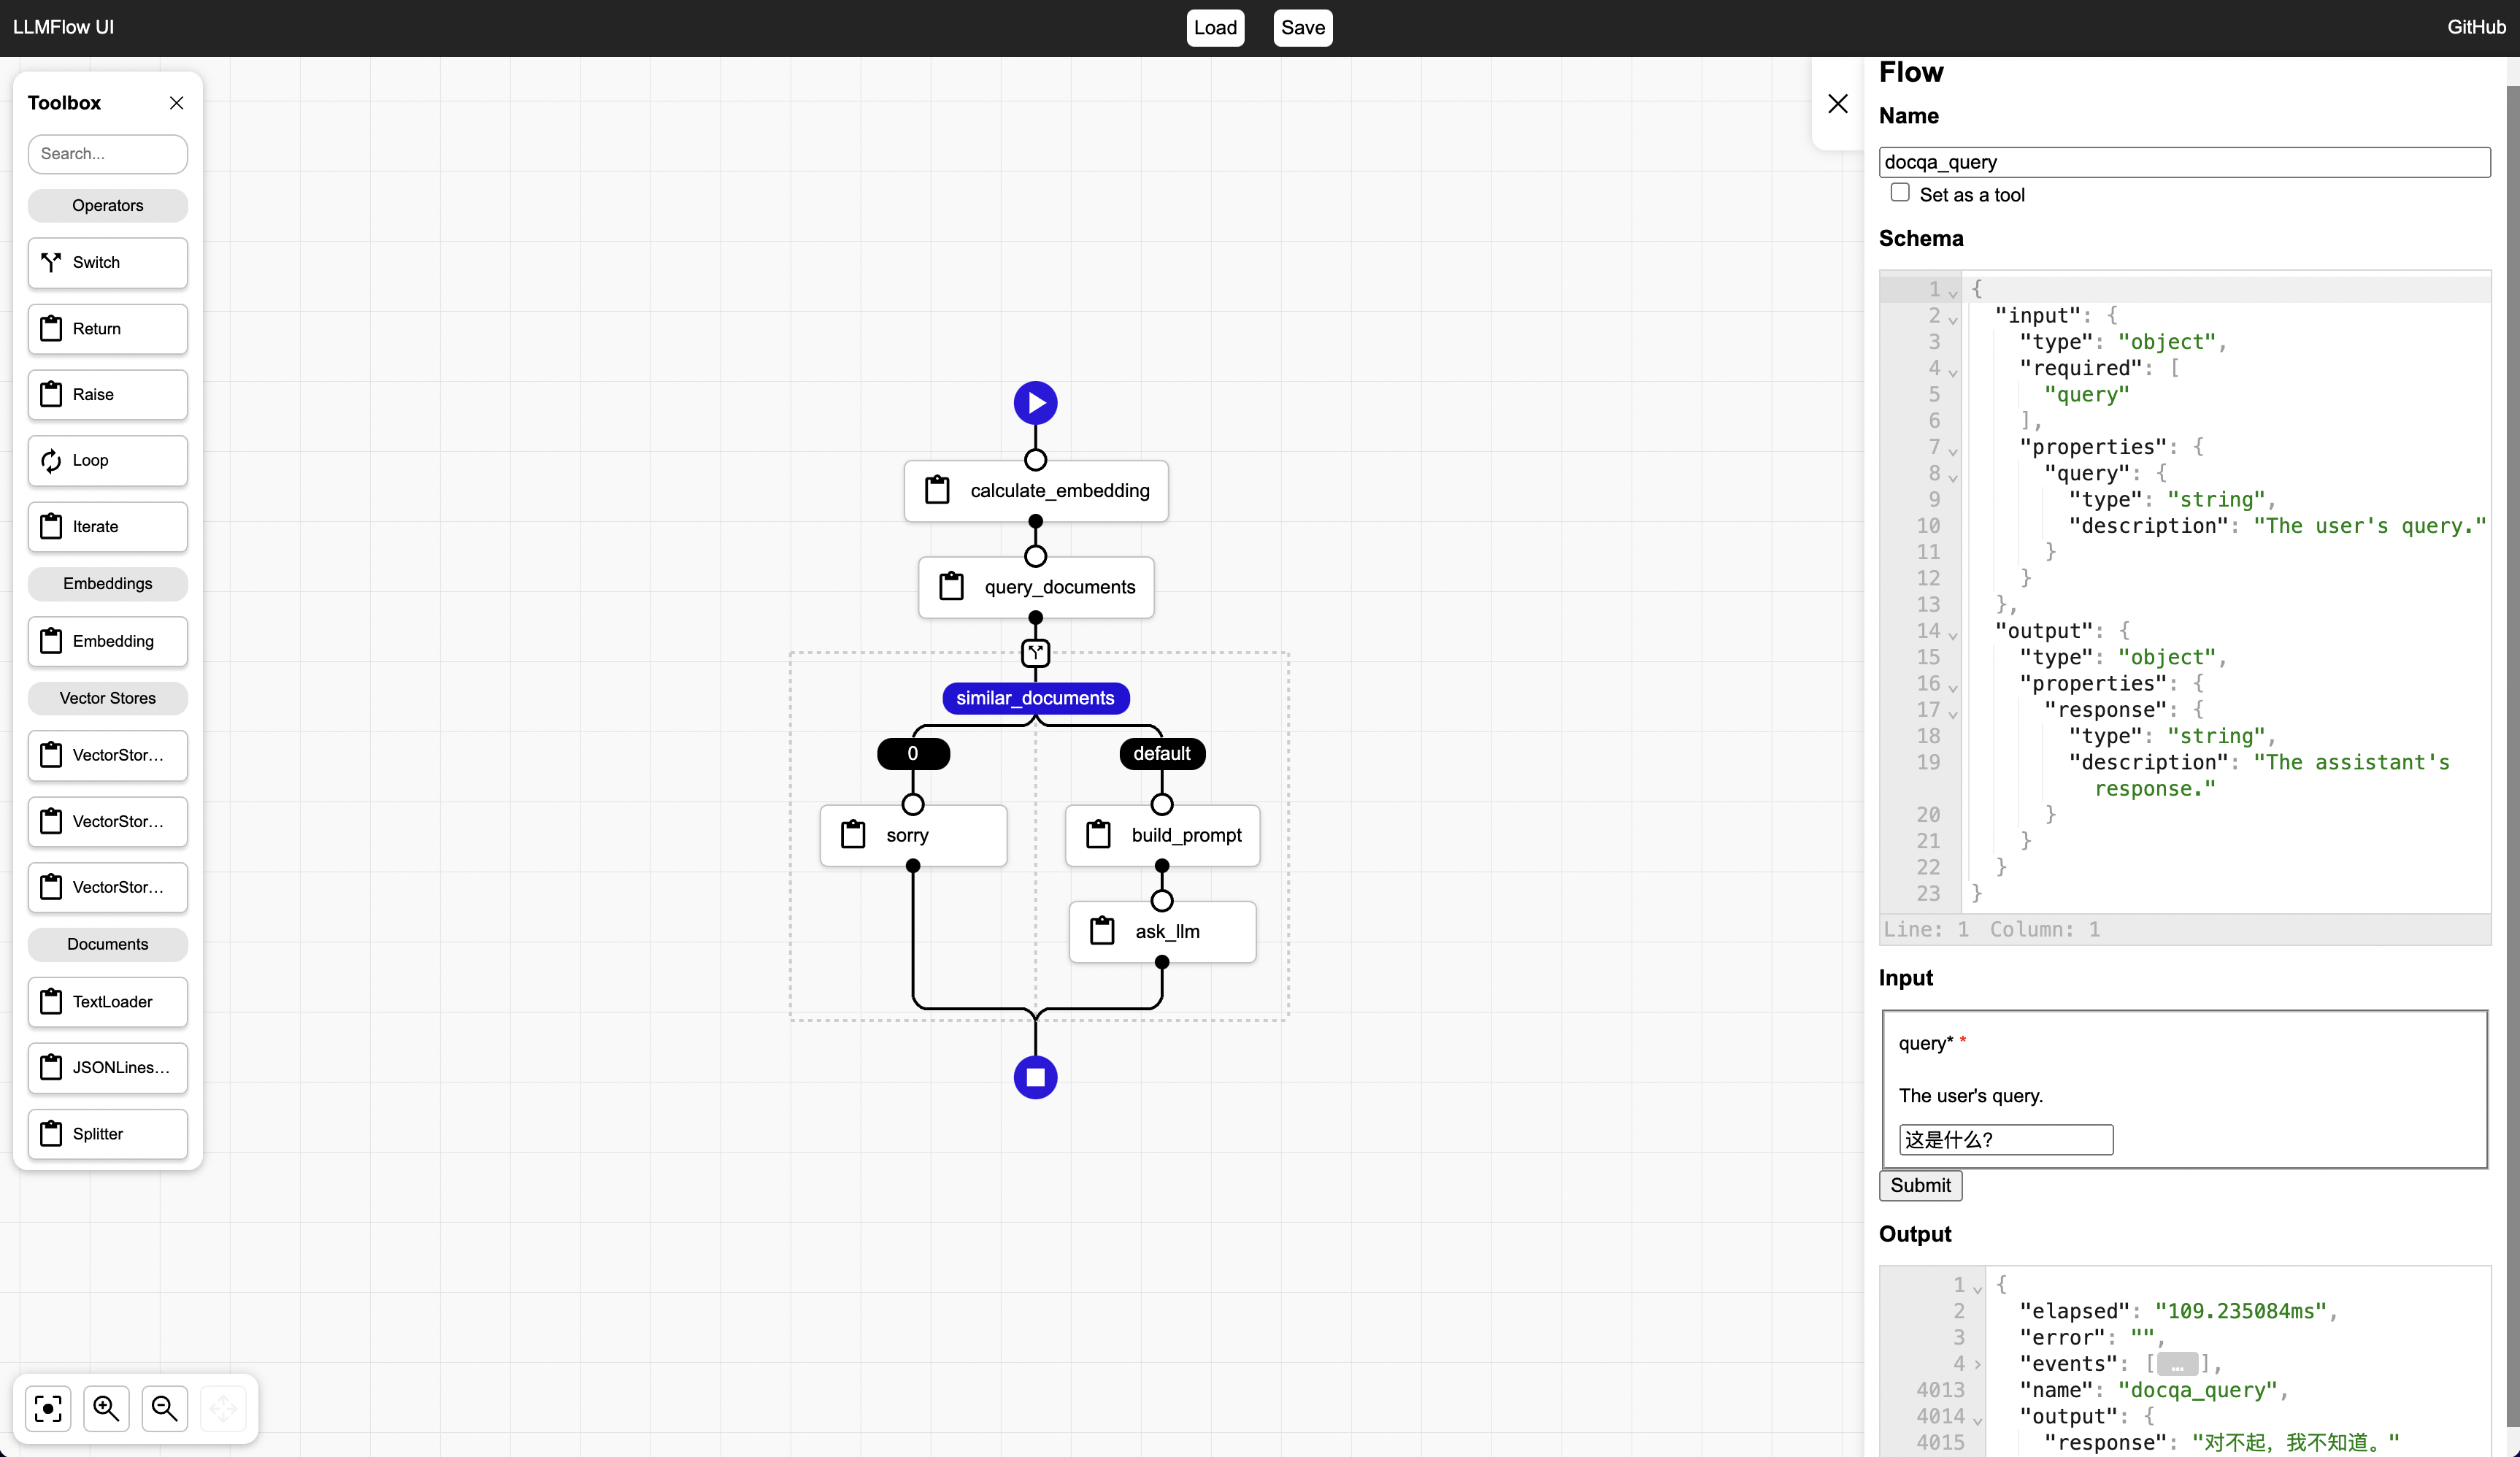 LLMFlow UI
Load
Save
GitHub
Toolbox
Search...
Operators
Switch
Return
Raise
Loop
Iterate
Embeddings
Embedding
Vector Stores
VectorStor...
VectorStor...
VectorStor...
Documents
TextLoader
JSONLines...
Splitter
calculate_embedding
query_documents
similar_documents
0
default
sorry
build_prompt
ask_llm
Flow
Name
docqa_query
Set as a tool
Schema
1 {
2 "input": {
3 "type": "object",
4 "required": [
5 "query"
6 ],
7 "properties": {
8 "query": {
9 "type": "string",
10 "description": "The user's query."
11 }
12 }
13 },
14 "output": {
15 "type": "object",
16 "properties": {
17 "response": {
18 "type": "string",
19 "description": "The assistant's
response."
20 }
21 }
22 }
23 }
Line: 1 Column: 1
Input
query* *
The user's query.
这是什么?
Submit
Output
1 {
2 "elapsed": "109.235084ms",
3 "error": "",
4 "events": […],
4013 "name": "docqa_query",
4014 "output": {
4015 "response": "对不起，我不知道。"